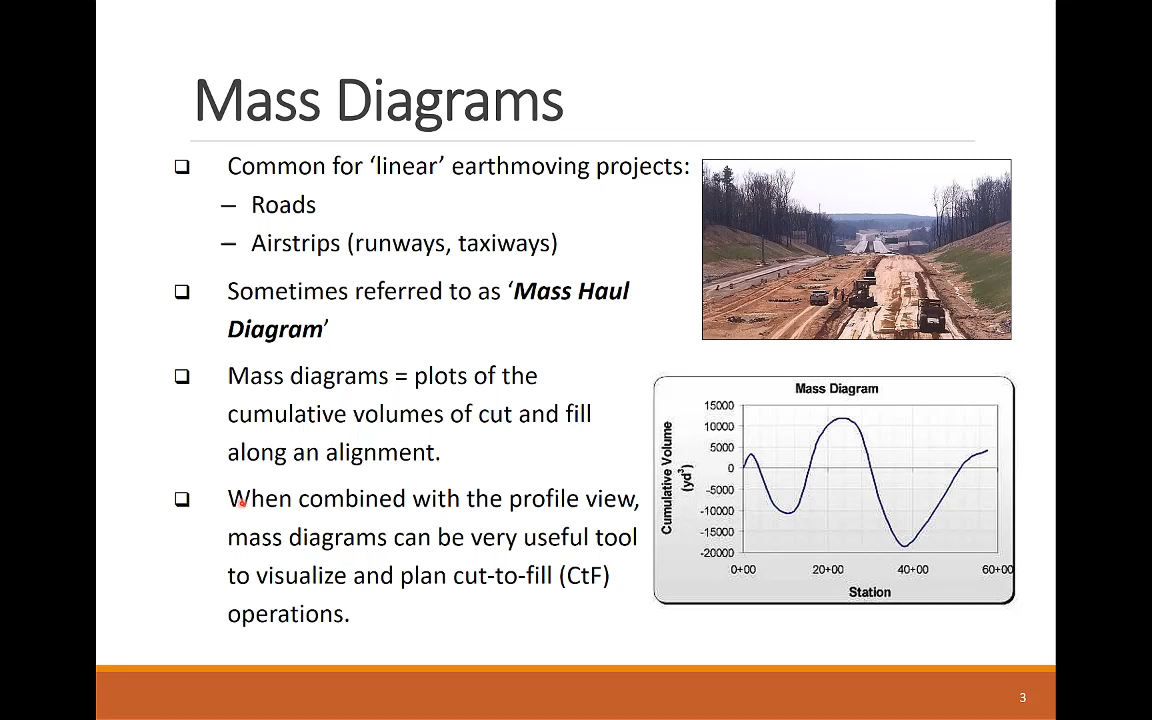 Mass Diagrams
❑ Common for ‘linear’ earthmoving projects:
– Roads
– Airstrips (runways, taxiways)
❑ Sometimes referred to as ‘Mass Haul
Diagram’
❑ Mass diagrams = plots of the
cumulative volumes of cut and fill
along an alignment.
❑ When combined with the profile view,
mass diagrams can be very useful tool
to visualize and plan cut-to-fill (CtF)
operations.
Mass Diagram
Cumulative Volume
(yd³)
15000
10000
5000
0
-5000
-10000
-15000
-20000
0+00 20+00 40+00 60+00
Station
3